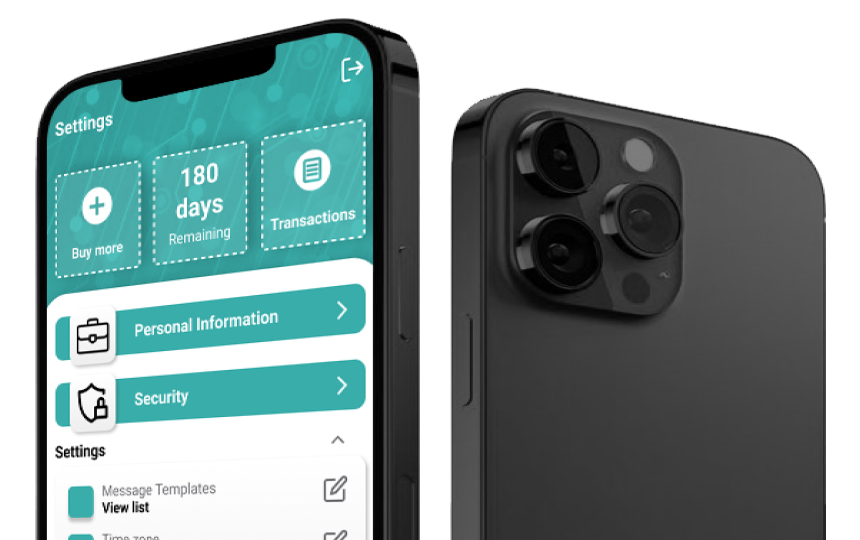 Settings
Buy more
180
days
Remaining
Transactions
Personal Information
Security
Settings
Message Templates
View list
Time zone